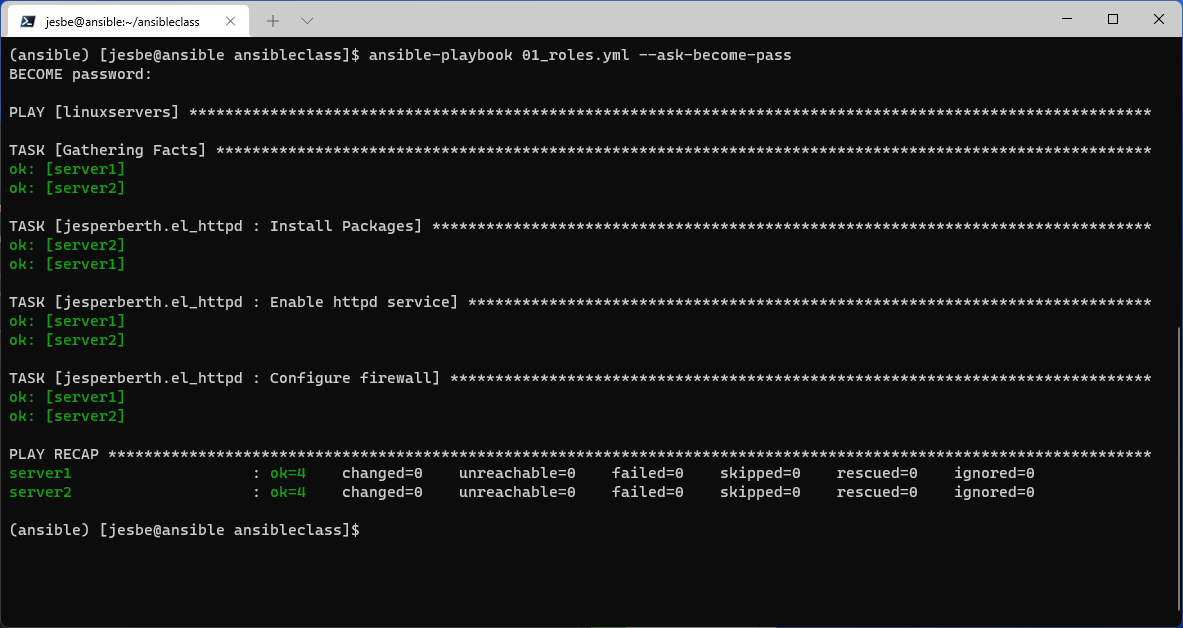 jesbe@ansible:~/ansibleclass
(ansible) [jesbe@ansible ansibleclass]$ ansible-playbook 01_roles.yml --ask-become-pass
BECOME password:
PLAY [linuxservers] ***********************************************************************************************************
TASK [Gathering Facts] ********************************************************************************************************
ok: [server1]
ok: [server2]
TASK [jesperberth.el_httpd : Install Packages] ********************************************************************************
ok: [server2]
ok: [server1]
TASK [jesperberth.el_httpd : Enable httpd service] ****************************************************************************
ok: [server1]
ok: [server2]
TASK [jesperberth.el_httpd : Configure firewall] ******************************************************************************
ok: [server1]
ok: [server2]
PLAY RECAP ********************************************************************************************************************
server1                    : ok=4    changed=0    unreachable=0    failed=0    skipped=0    rescued=0    ignored=0
server2                    : ok=4    changed=0    unreachable=0    failed=0    skipped=0    rescued=0    ignored=0
(ansible) [jesbe@ansible ansibleclass]$